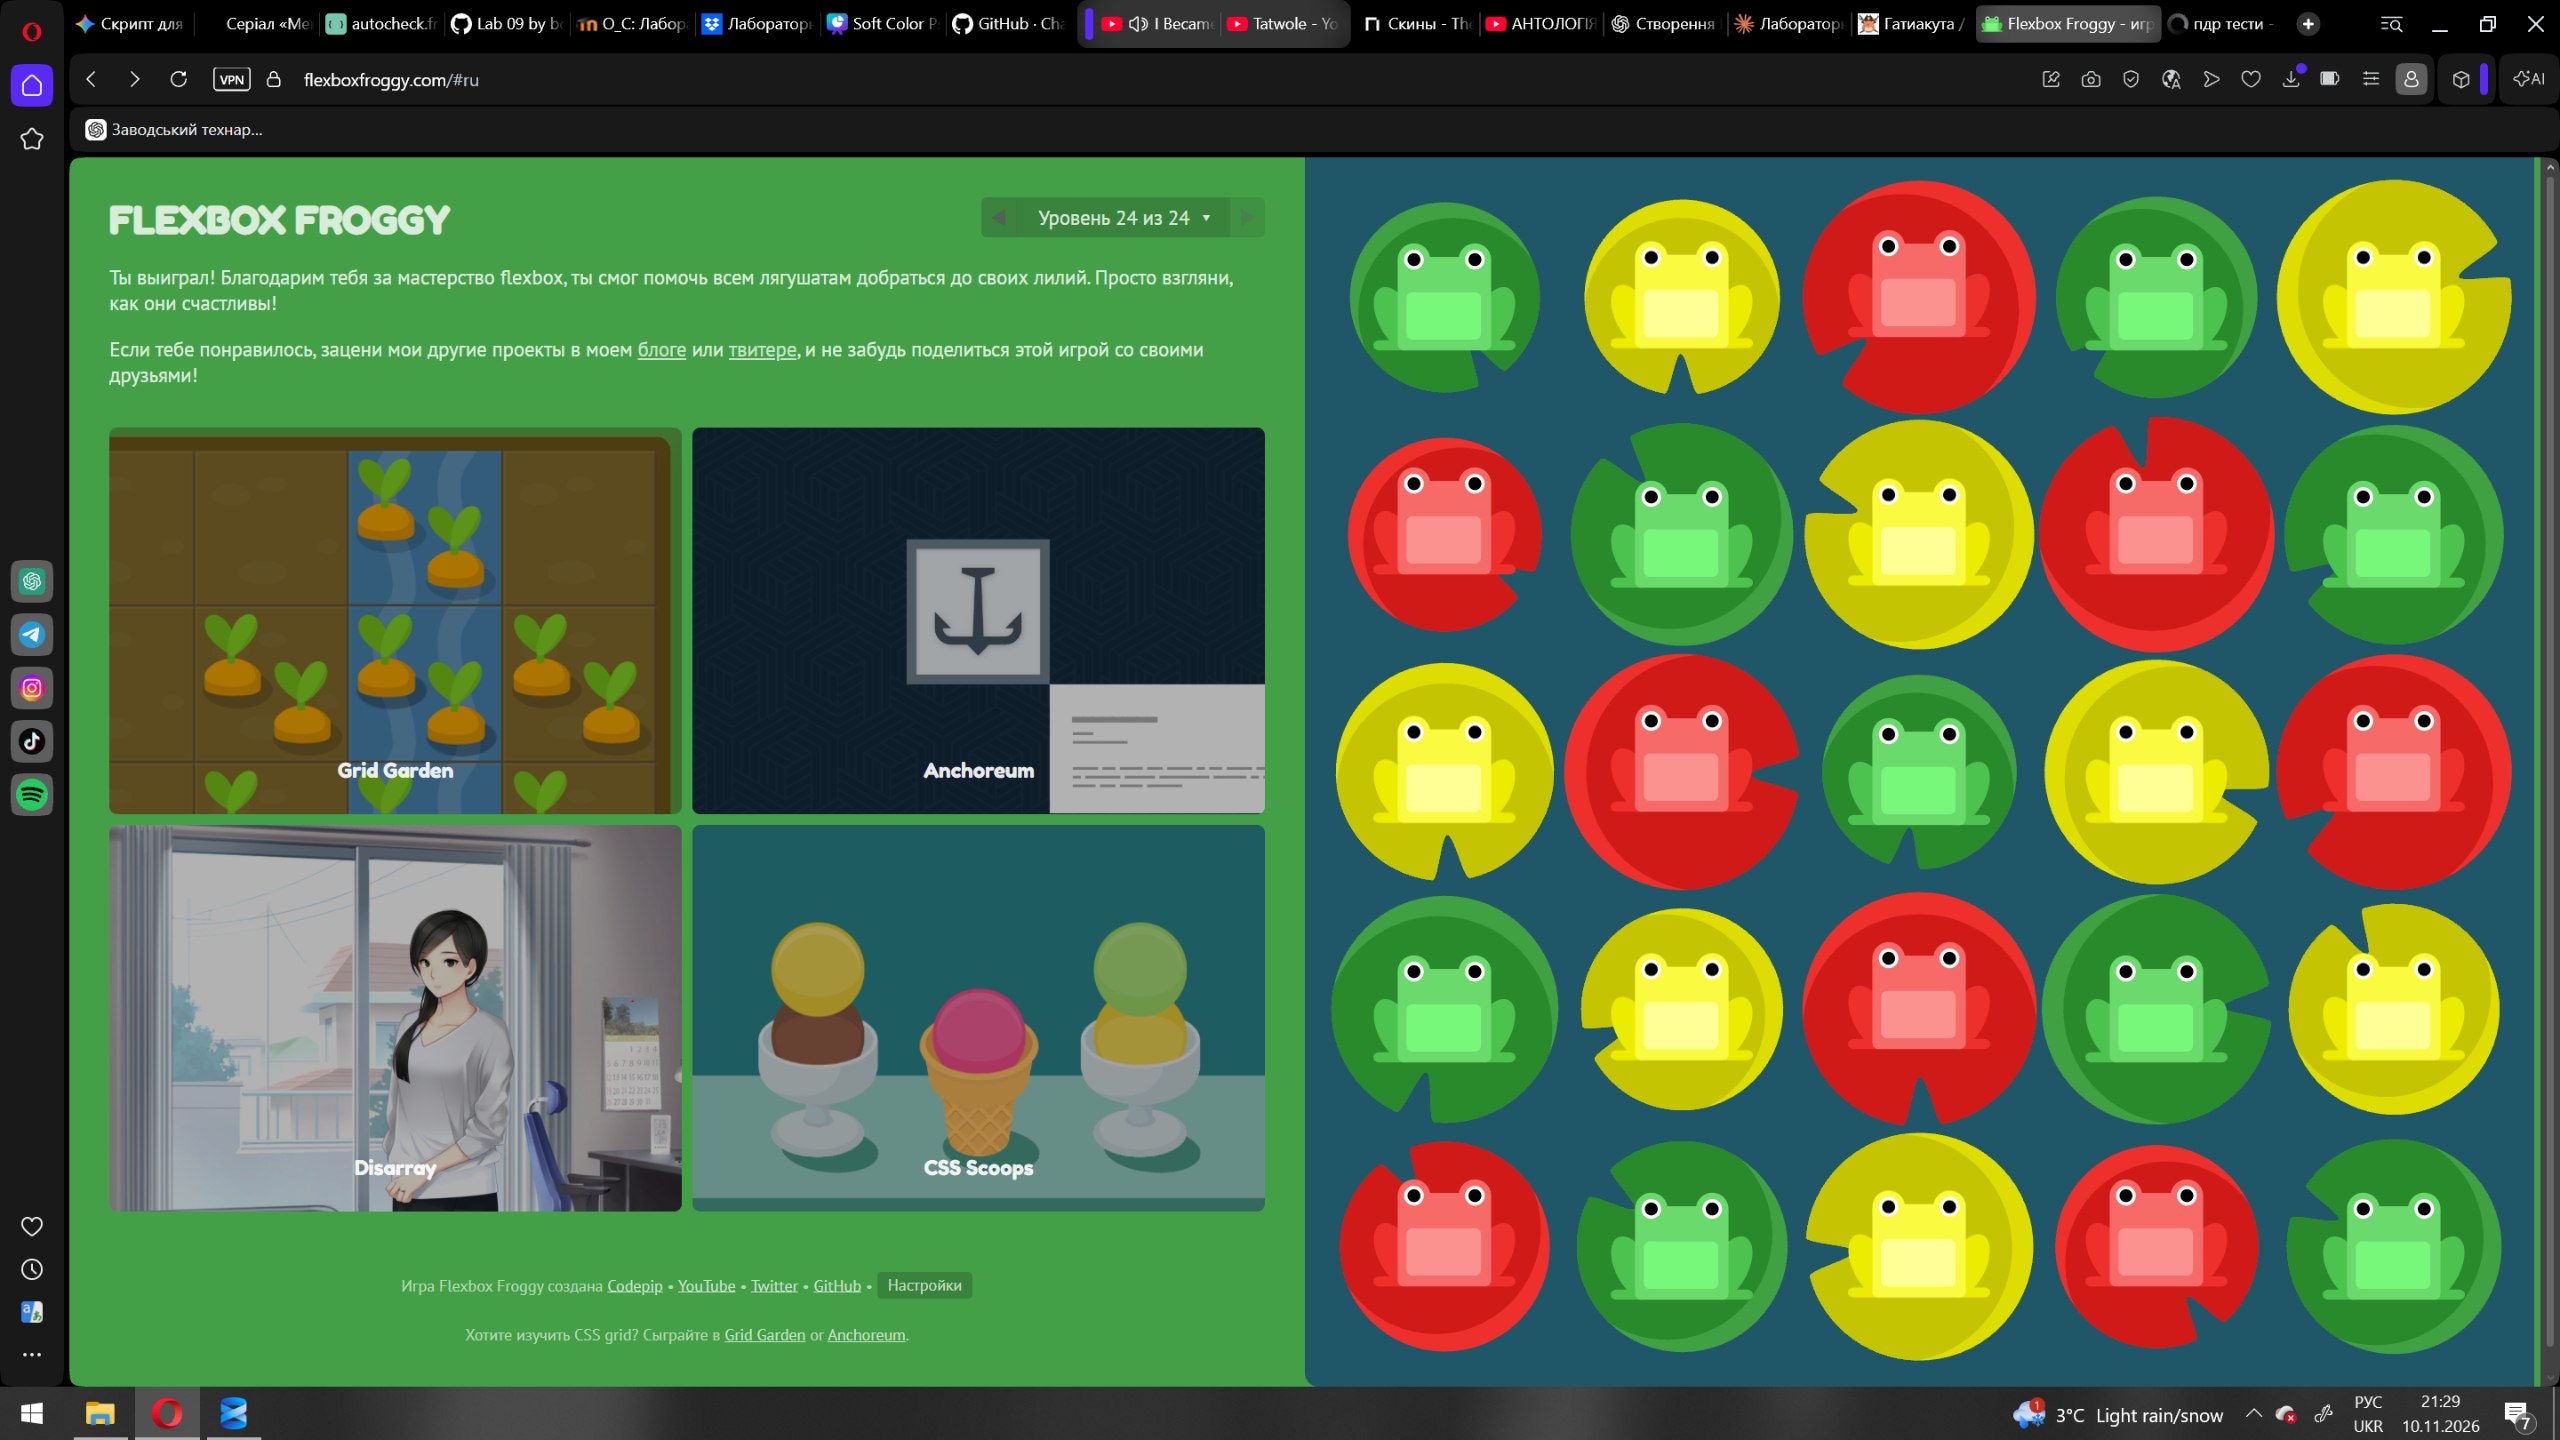 Скрипт для
Серіал «Ме
autocheck.f
Lab 09 by b
O_C: Лабор
Лаборатор
Soft Color P
GitHub · Ch
I Becam
Tatwole - Yo
Скины - Th
АНТОЛОГІЯ
Створення
Лаборатор
Гатиакута /
Flexbox Froggy - игр
пдр тести -
VPN
flexboxfroggy.com/#ru
AI
Заводський технар...
FLEXBOX FROGGY
Уровень 24 из 24
Ты выиграл! Благодарим тебя за мастерство flexbox, ты смог помочь всем лягушатам добраться до своих лилий. Просто взгляни,
как они счастливы!
Если тебе понравилось, зацени мои другие проекты в моем блоге или твитере, и не забудь поделиться этой игрой со своими
друзьями!
Grid Garden
Anchoreum
Disarray
CSS Scoops
Игра Flexbox Froggy создана Codepip • YouTube • Twitter • GitHub • Настройки
Хотите изучить CSS grid? Сыграйте в Grid Garden or Anchoreum.
1
3°C Light rain/snow
РУС
UKR
21:29
10.11.2026
7